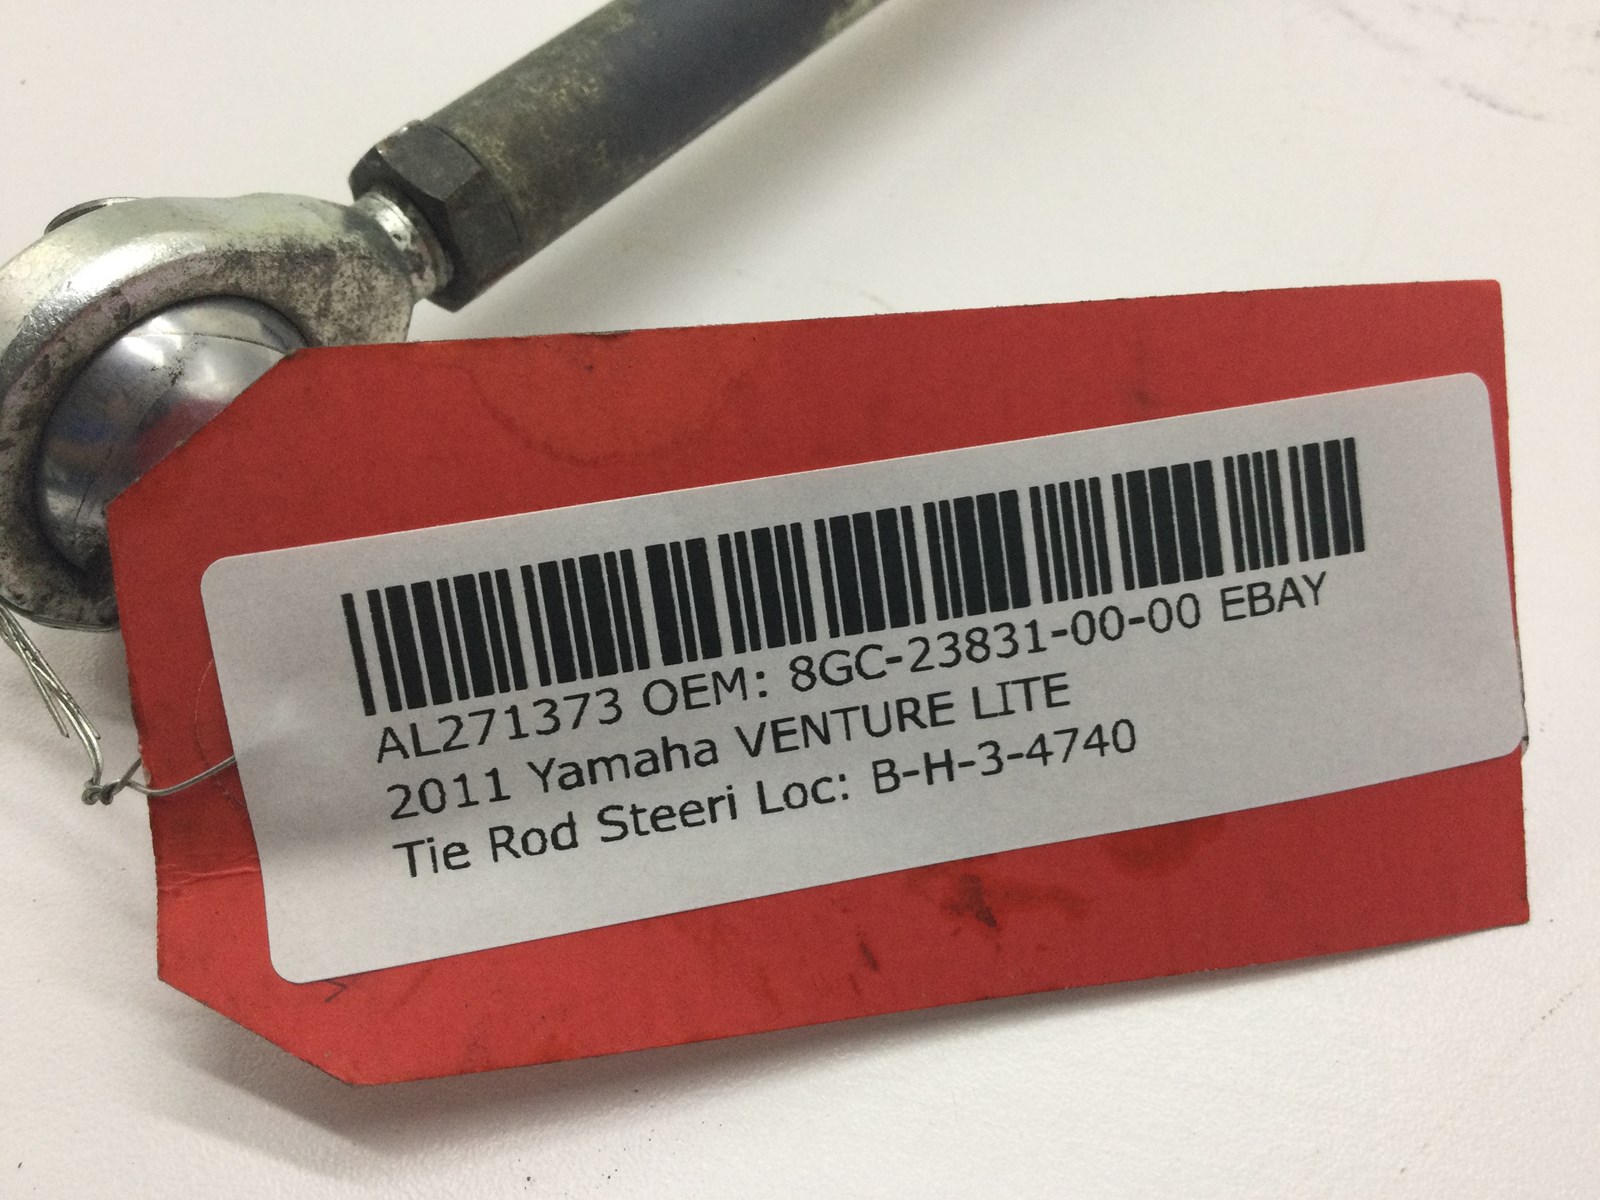 AL271373 OEM: 8GC-23831-00-00 EBAY
2011 Yamaha VENTURE LITE
Tie Rod Steeri Loc: B-H-3-4740